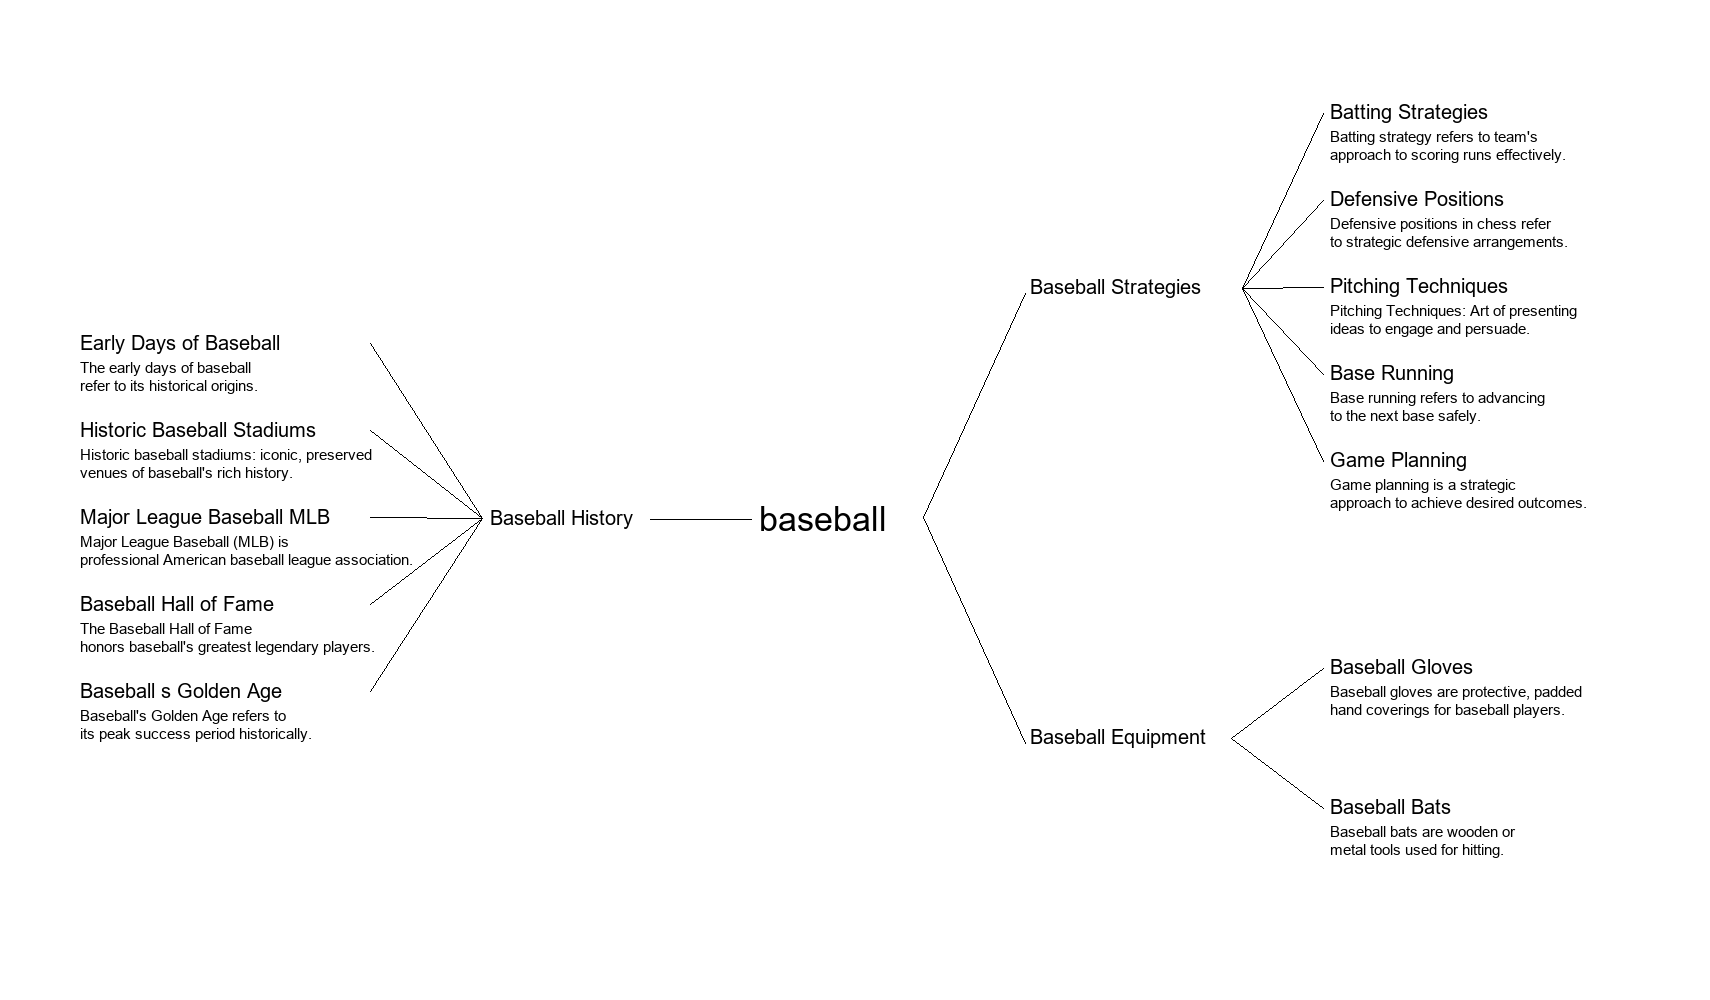 baseball
Baseball History
Early Days of Baseball
The early days of baseball
refer to its historical origins.
Historic Baseball Stadiums
Historic baseball stadiums: iconic, preserved
venues of baseball's rich history.
Major League Baseball MLB
Major League Baseball (MLB) is
professional American baseball league association.
Baseball Hall of Fame
The Baseball Hall of Fame
honors baseball's greatest legendary players.
Baseball s Golden Age
Baseball's Golden Age refers to
its peak success period historically.
Baseball Strategies
Batting Strategies
Batting strategy refers to team's
approach to scoring runs effectively.
Defensive Positions
Defensive positions in chess refer
to strategic defensive arrangements.
Pitching Techniques
Pitching Techniques: Art of presenting
ideas to engage and persuade.
Base Running
Base running refers to advancing
to the next base safely.
Game Planning
Game planning is a strategic
approach to achieve desired outcomes.
Baseball Equipment
Baseball Gloves
Baseball gloves are protective, padded
hand coverings for baseball players.
Baseball Bats
Baseball bats are wooden or
metal tools used for hitting.